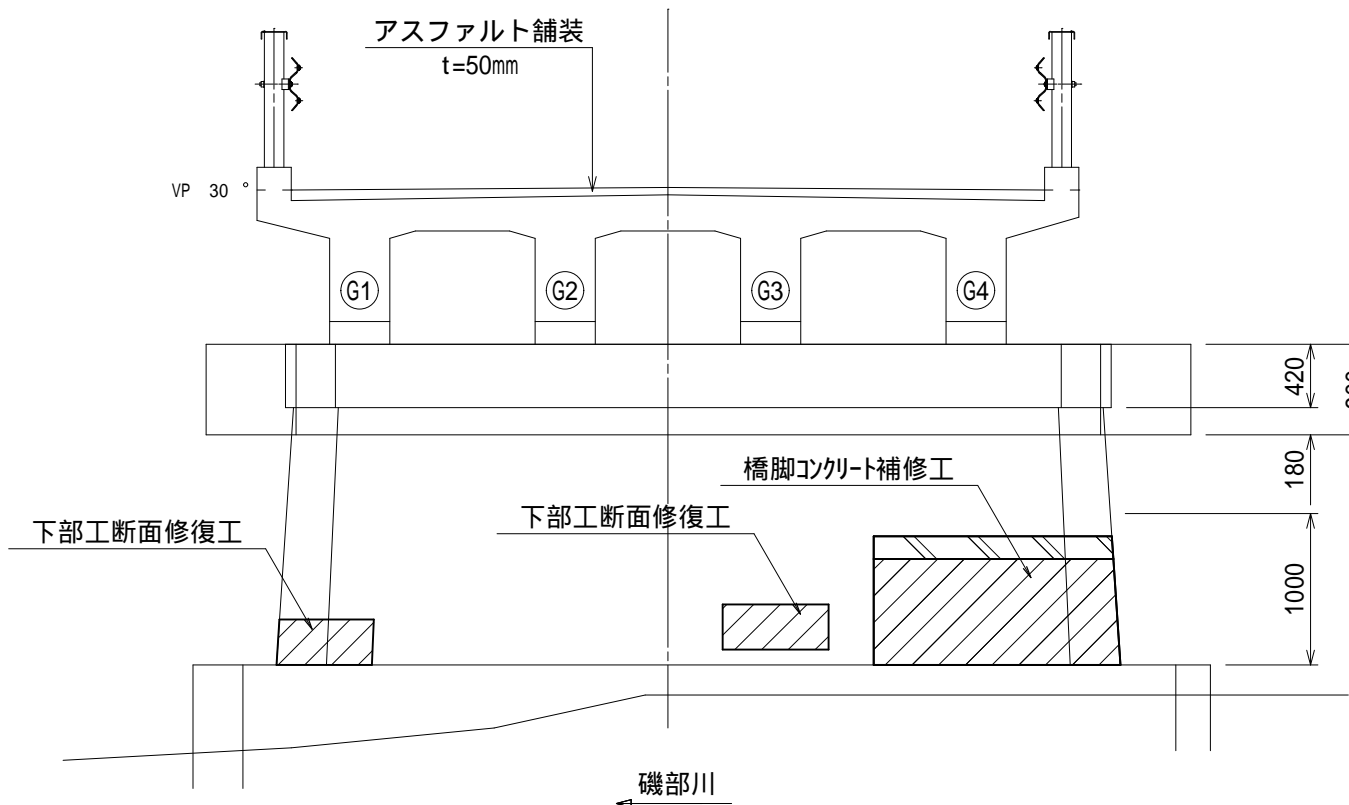 アスファルト舗装
t=50㎜
VP 30 °
G1
G2
G3
G4
420
180
橋脚コンクリート補修工
下部工断面修復工
下部工断面修復工
1000
磯部川